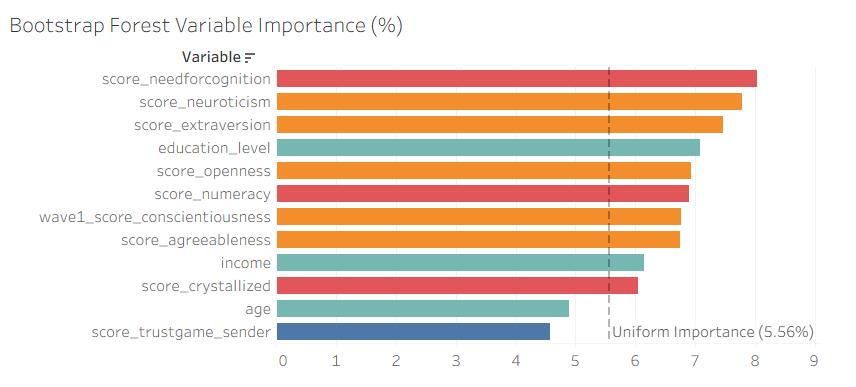 Bootstrap Forest Variable Importance (%)
Variable
score_needforcognition
score_neuroticism
score_extraversion
education_level
score_openness
score_numeracy
wave1_score_conscientiousness
score_agreeableness
income
score_crystallized
age
score_trustgame_sender
Uniform Importance (5.56%)
0 1 2 3 4 5 6 7 8 9